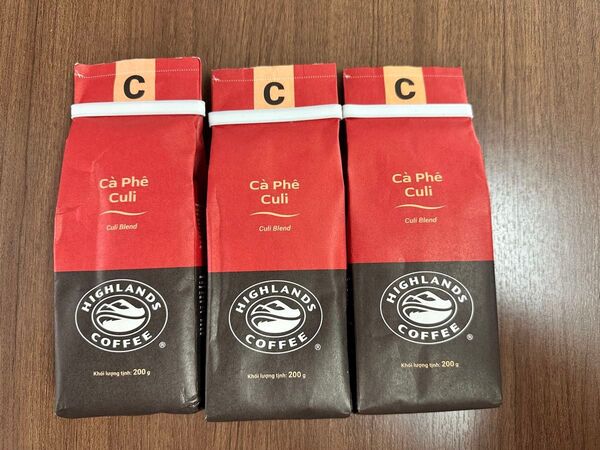 C
Cà Phê
Culi
Culi Blend
HIGHLANDS
COFFEE
®
Khối lượng tịnh: 200 g
C
Cà Phê
Culi
Culi Blend
HIGHLANDS
COFFEE
®
Khối lượng tịnh: 200 g
C
Cà Phê
Culi
Culi Blend
HIGHLANDS
COFFEE
®
Khối lượng tịnh: 200 g